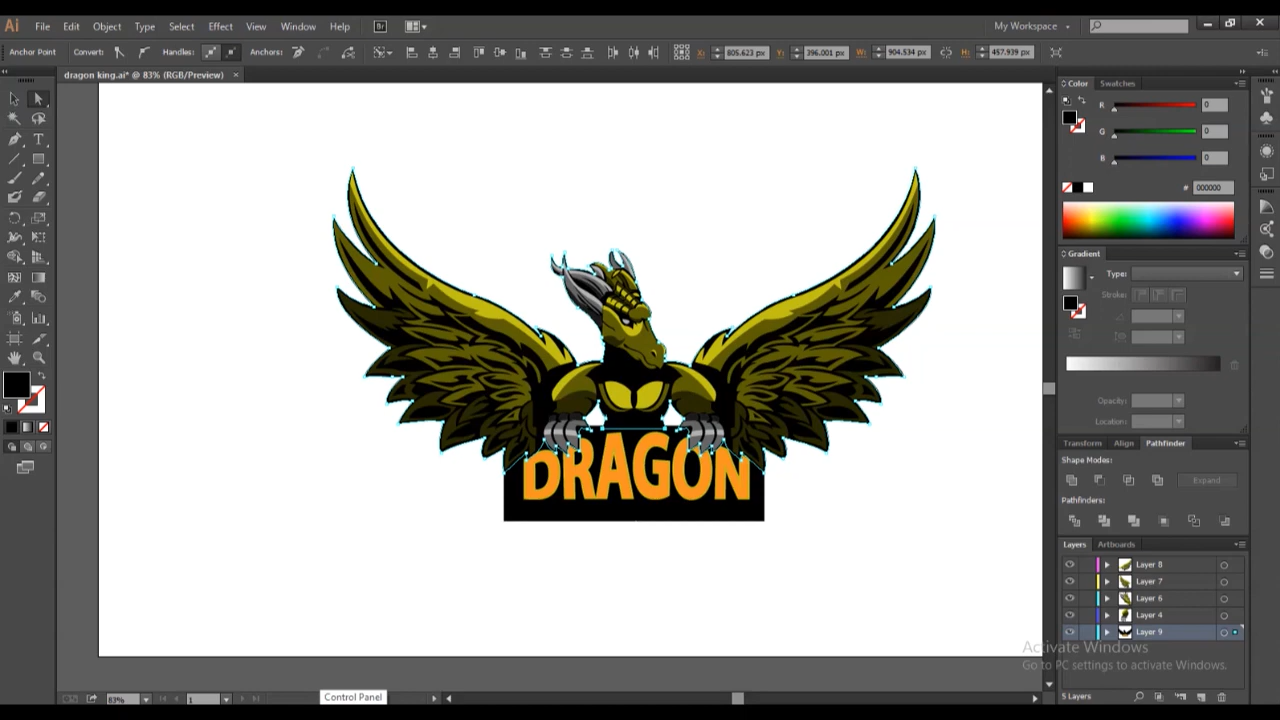 Ai File Edit Object Type Select Effect View Window Help Br My Workspace
Anchor Point Convert: Handles: Anchors: X: 805.623 px Y: 396.001 px W: 904.534 px H: 457.939 px
dragon king.ai* @ 83% (RGB/Preview) ×
Color Swatches
R 0
G 0
B 0
# 000000
Gradient
Type:
Stroke:
Opacity:
Location:
Transform Align Pathfinder
Shape Modes:
Expand
Pathfinders:
Layers Artboards
Layer 8
Layer 7
Layer 6
Layer 4
Layer 9
DRAGON
Activate Windows
Go to PC settings to activate Windows.
83% 1 Control Panel 5 Layers